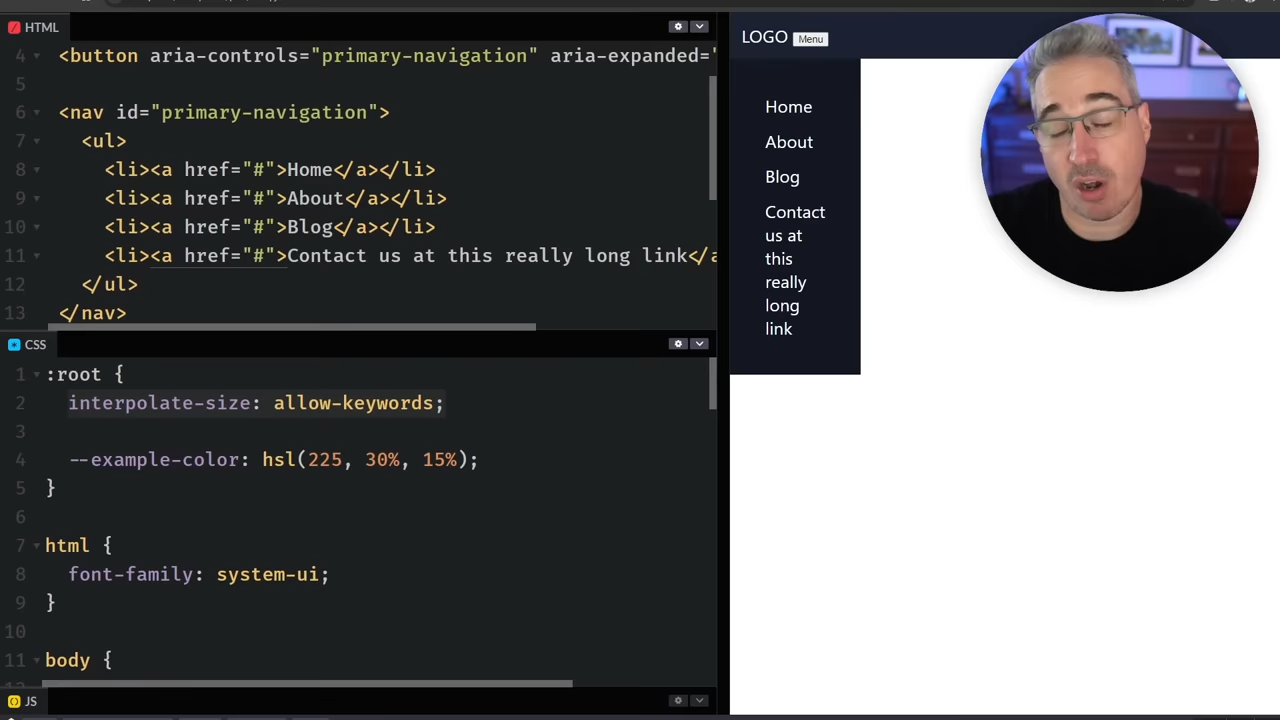 HTML
4 <button aria-controls="primary-navigation" aria-expanded="
5
6 <nav id="primary-navigation">
7 <ul>
8 <li><a href="#">Home</a></li>
9 <li><a href="#">About</a></li>
10 <li><a href="#">Blog</a></li>
11 <li><a href="#">Contact us at this really long link</a
12 </ul>
13 </nav>
CSS
1 :root {
2 interpolate-size: allow-keywords;
3
4 --example-color: hsl(225, 30%, 15%);
5 }
6
7 html {
8 font-family: system-ui;
9 }
10
11 body {
JS
LOGO Menu
Home
About
Blog
Contact
us at
this
really
long
link